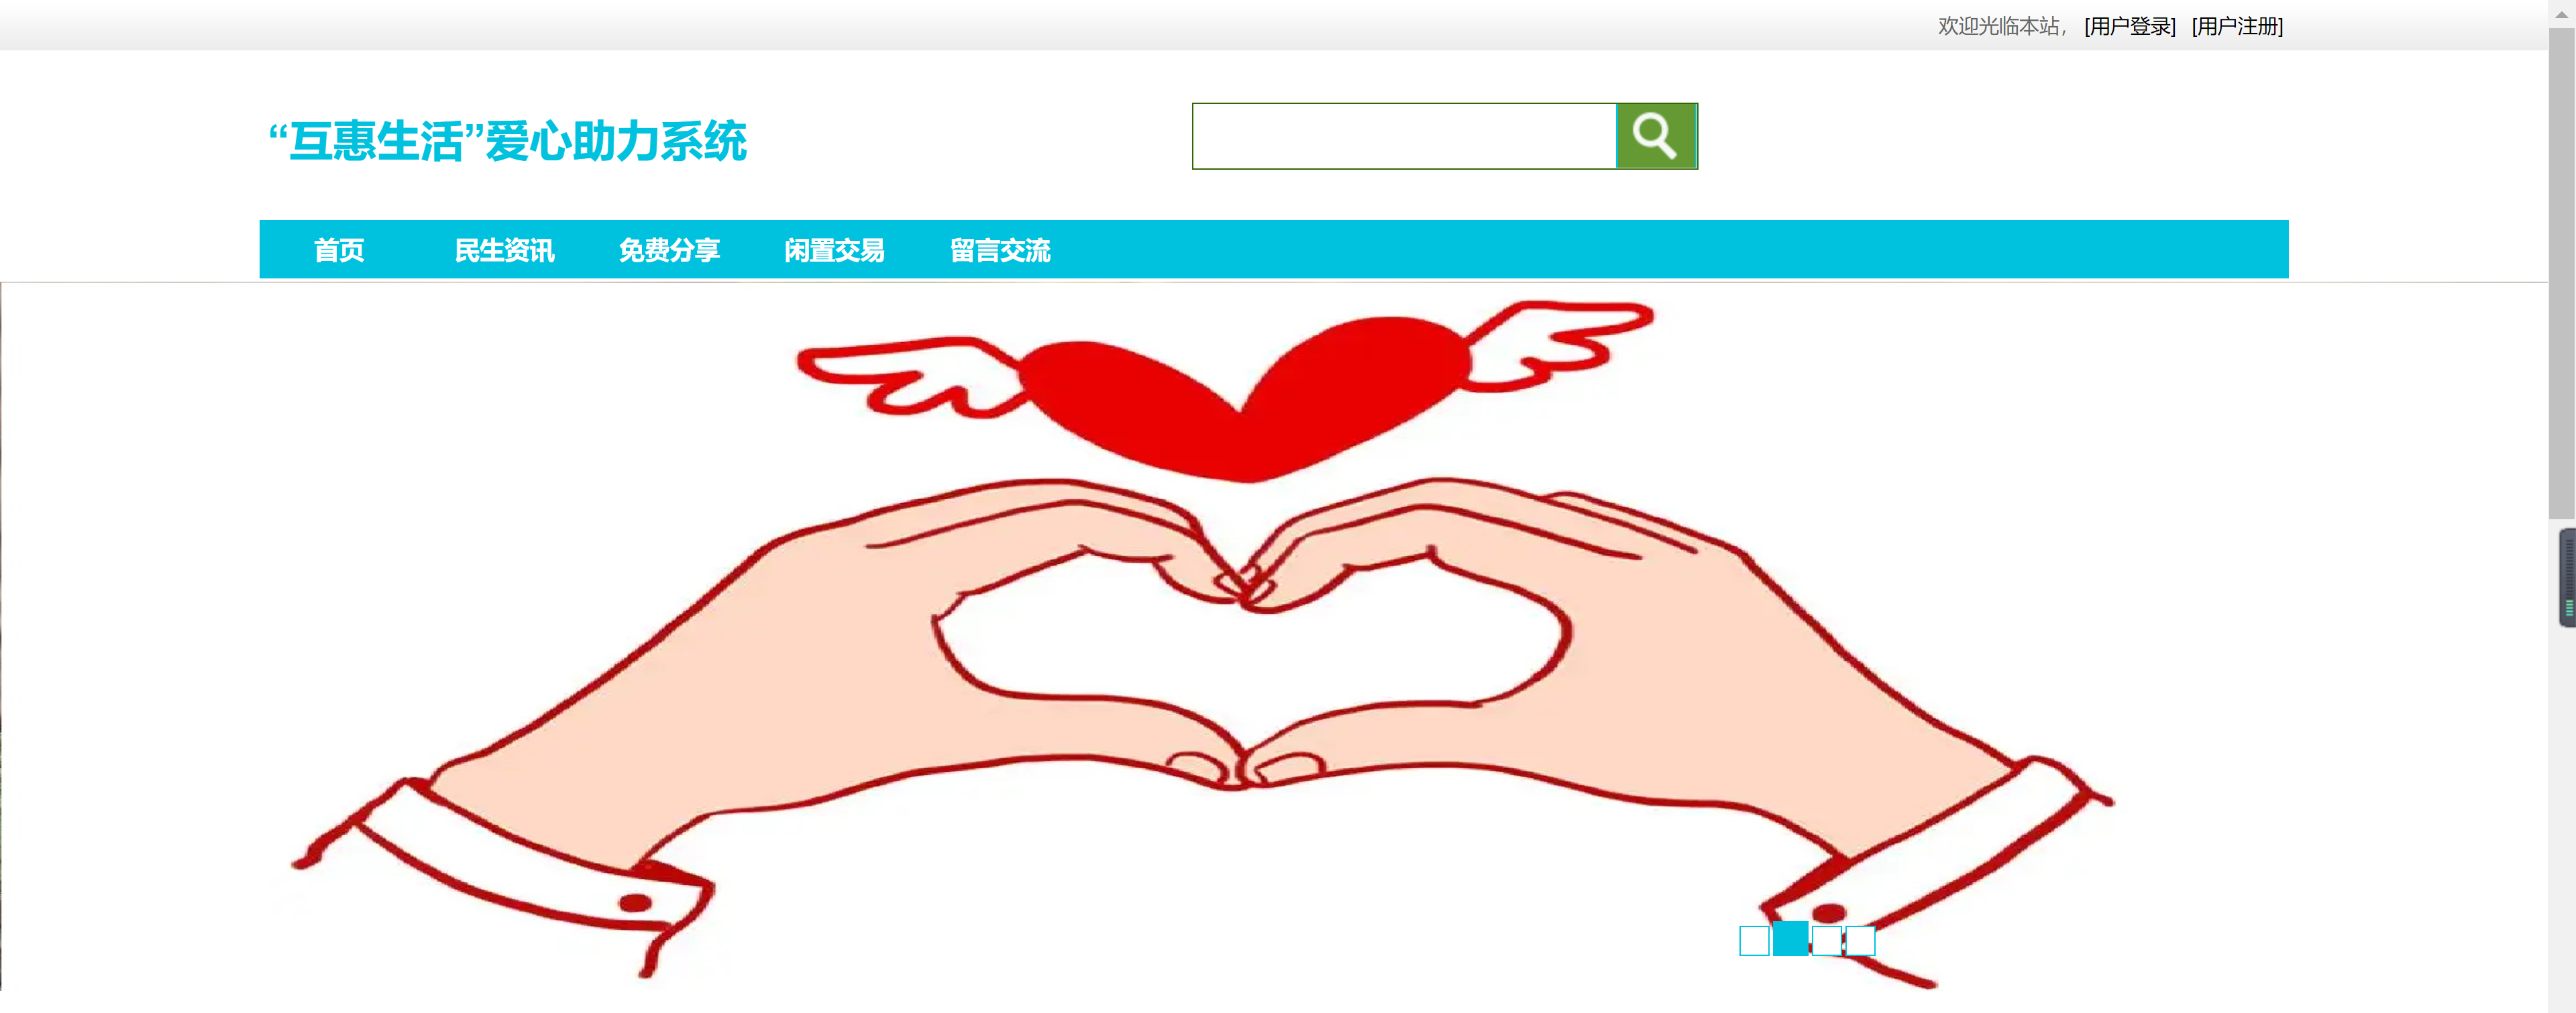 欢迎光临本站， [用户登录] [用户注册]
“互惠生活”爱心助力系统
首页 民生资讯 免费分享 闲置交易 留言交流